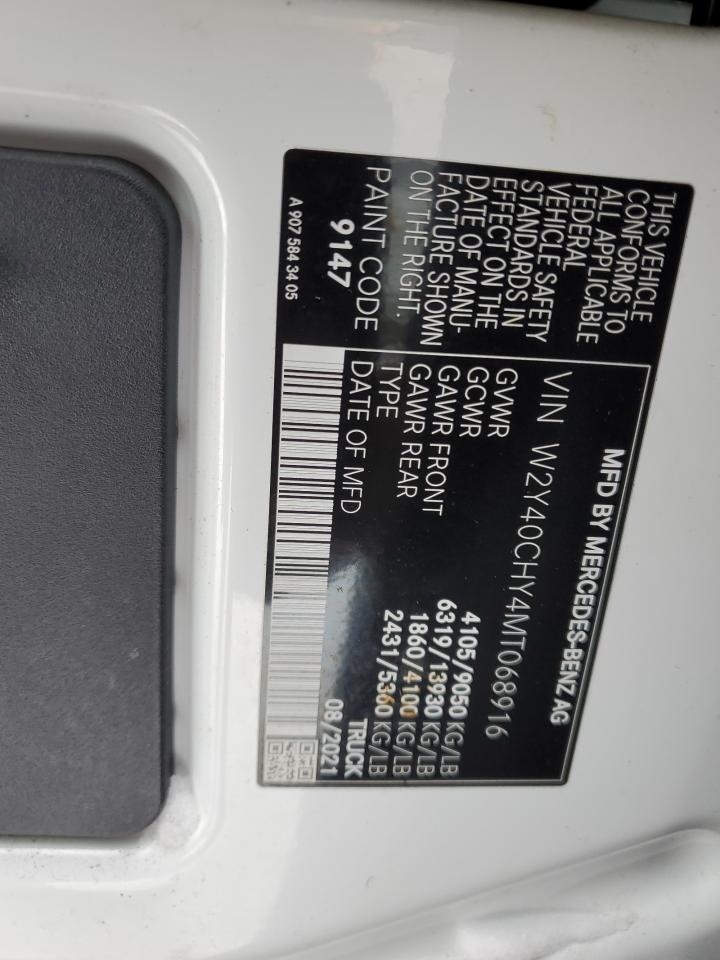 MFD BY MERCEDES-BENZ AG
VIN W2Y40CHY4MT068916
GVWR 4105/9050 KG/LB
GCWR 6319/13930 KG/LB
GAWR FRONT 1860/4100 KG/LB
GAWR REAR 2431/5360 KG/LB
TYPE TRUCK
DATE OF MFD 08/2021
THIS VEHICLE
CONFORMS TO
ALL APPLICABLE
FEDERAL
VEHICLE SAFETY
STANDARDS IN
EFFECT ON THE
DATE OF MANU-
FACTURE SHOWN
ON THE RIGHT.
PAINT CODE
9147
A 907 584 34 05